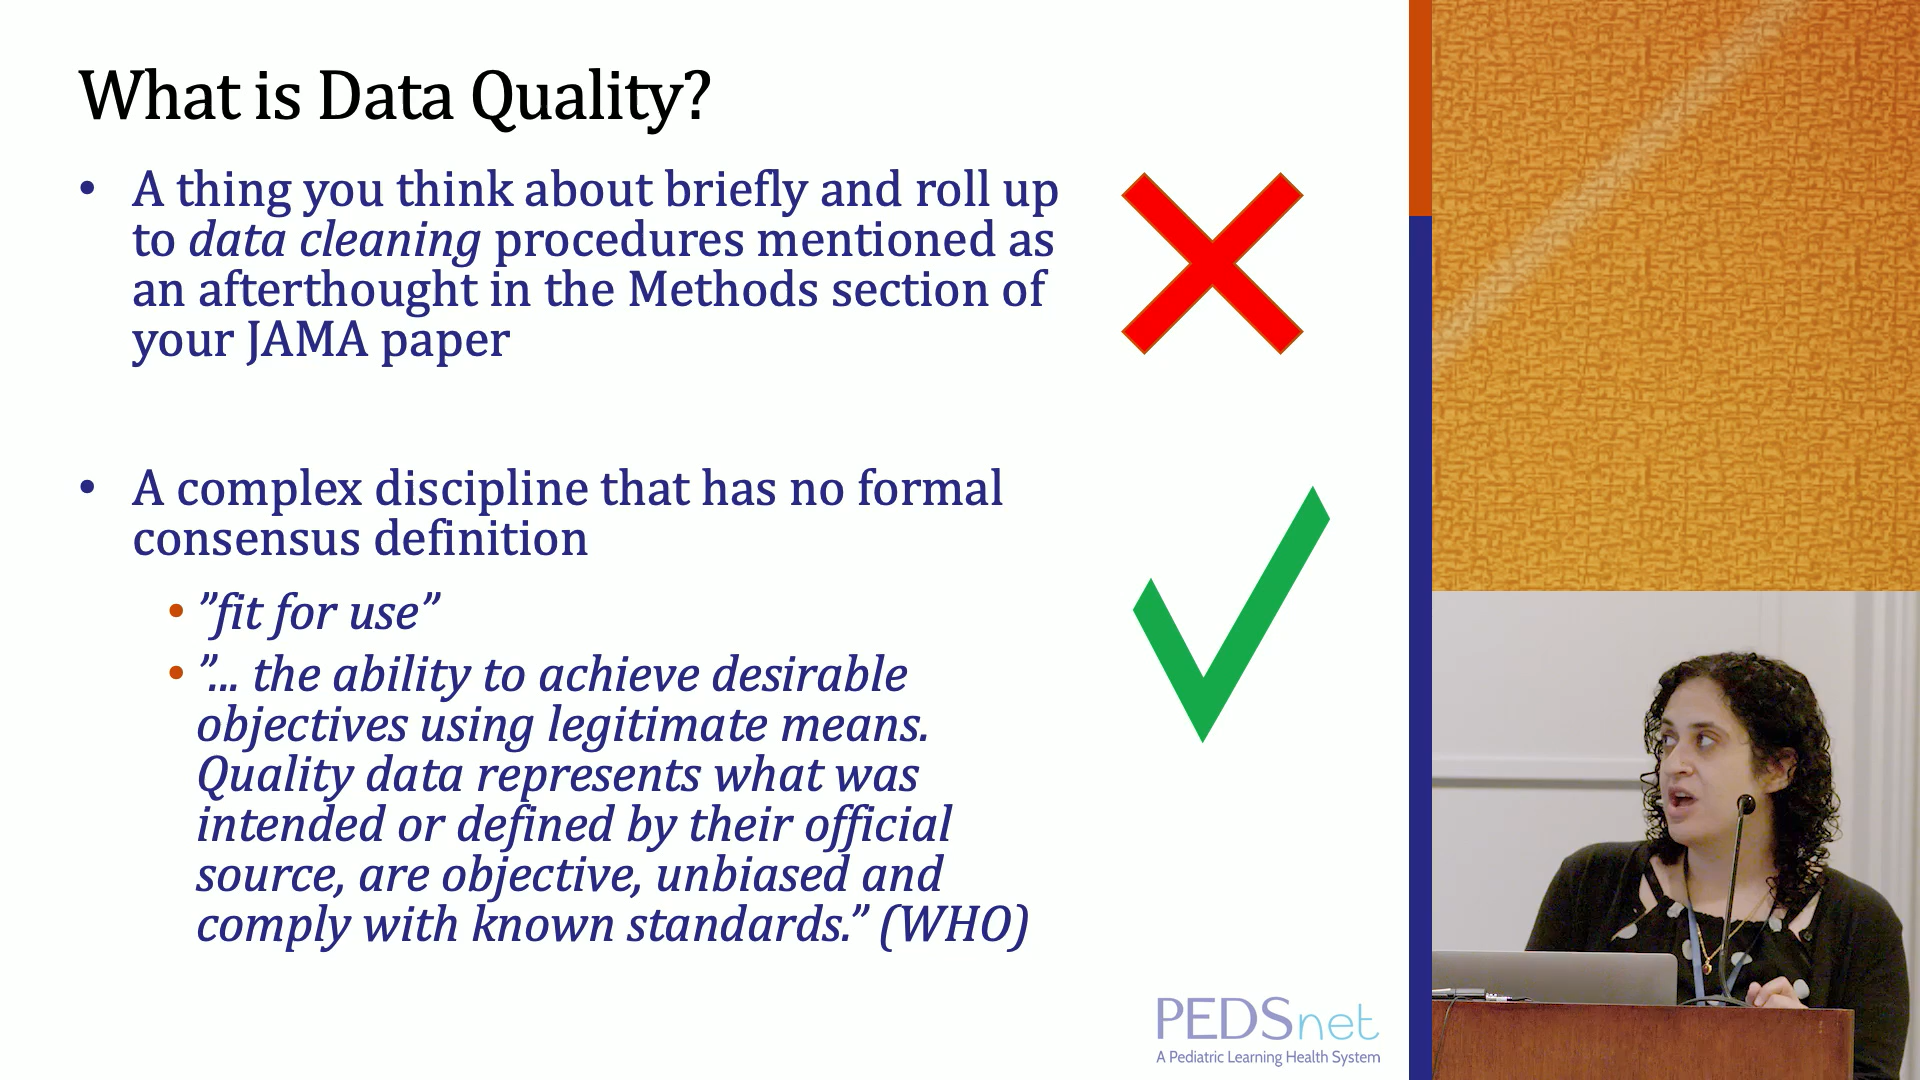 What is Data Quality?
• A thing you think about briefly and roll up
to data cleaning procedures mentioned as
an afterthought in the Methods section of
your JAMA paper
• A complex discipline that has no formal
consensus definition
• ”fit for use”
• ”... the ability to achieve desirable
objectives using legitimate means.
Quality data represents what was
intended or defined by their official
source, are objective, unbiased and
comply with known standards.” (WHO)
PEDSnet
A Pediatric Learning Health System